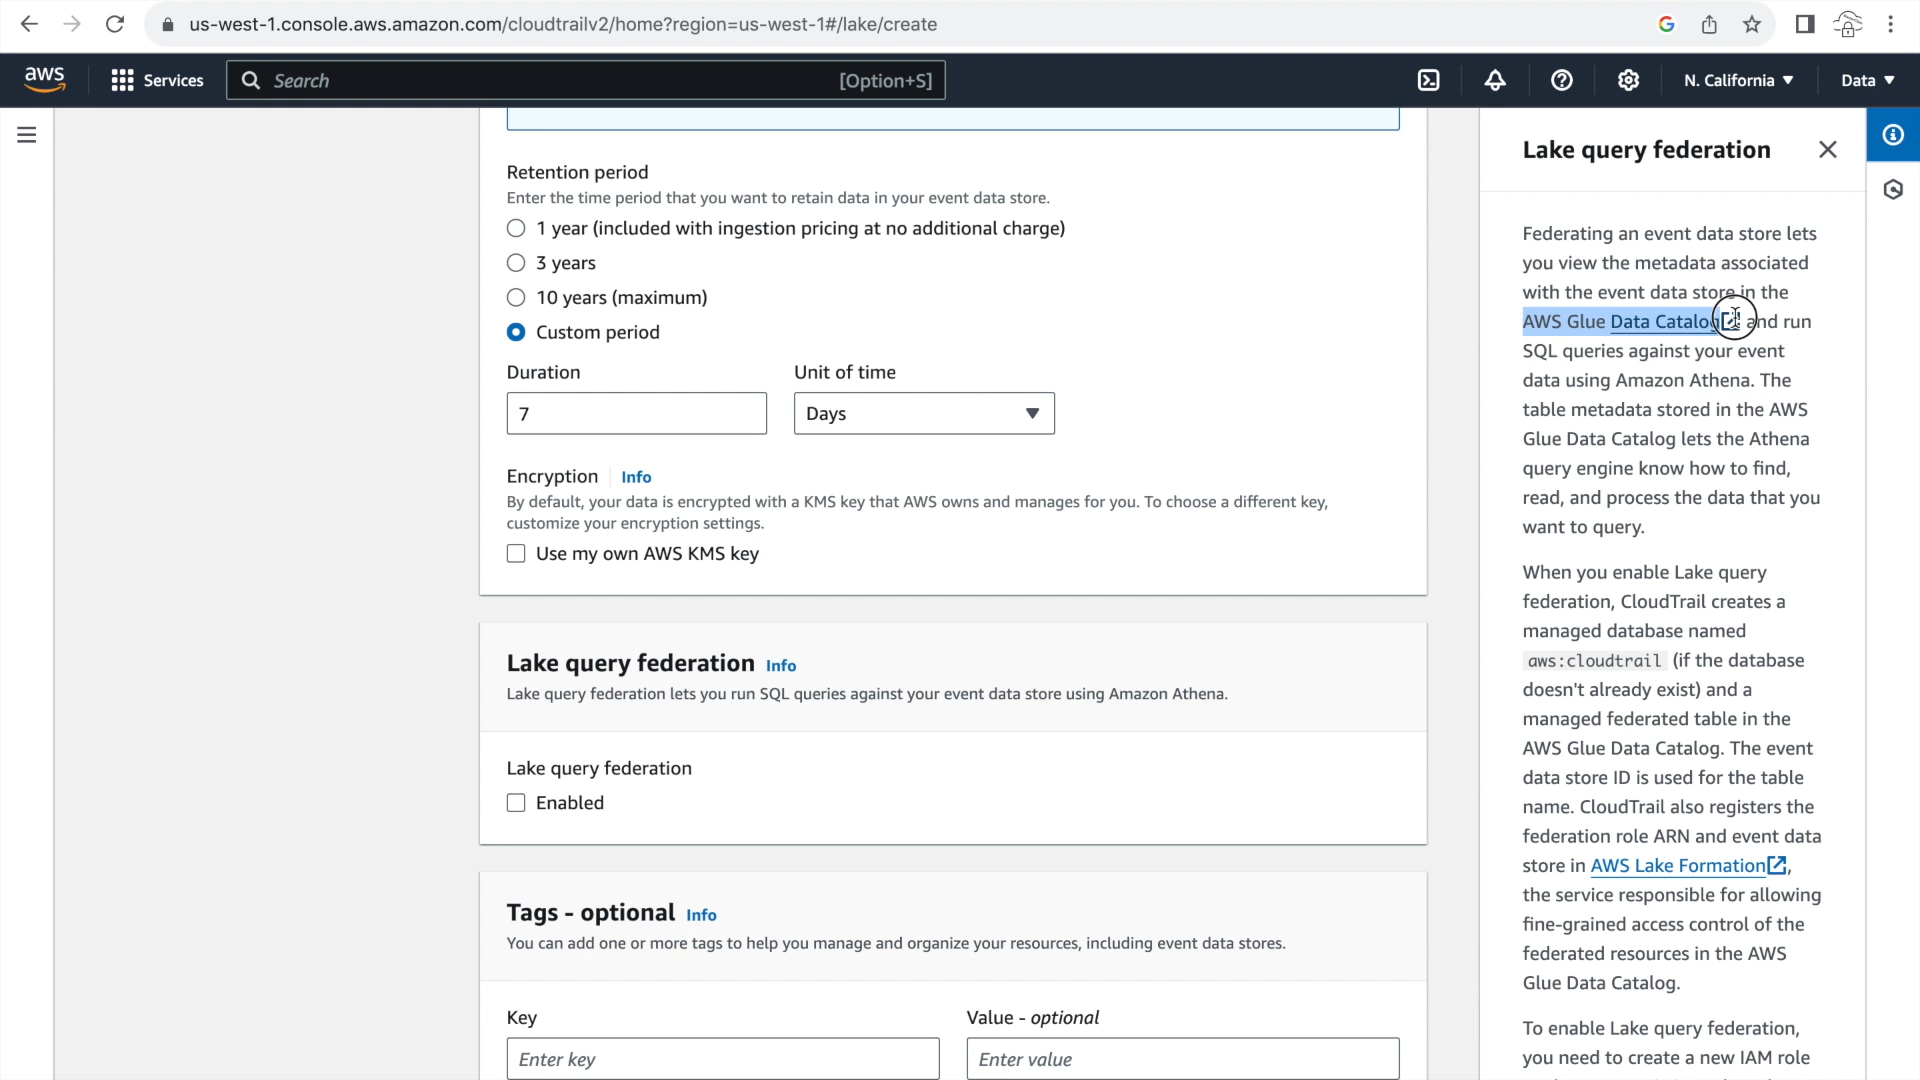 us-west-1.console.aws.amazon.com/cloudtrailv2/home?region=us-west-1#/lake/create
aws
Services
Search
[Option+S]
N. California
Data
Retention period
Enter the time period that you want to retain data in your event data store.
1 year (included with ingestion pricing at no additional charge)
3 years
10 years (maximum)
Custom period
Duration
Unit of time
7
Days
Encryption
Info
By default, your data is encrypted with a KMS key that AWS owns and manages for you. To choose a different key,
customize your encryption settings.
Use my own AWS KMS key
Lake query federation
Info
Lake query federation lets you run SQL queries against your event data store using Amazon Athena.
Lake query federation
Enabled
Tags - optional
Info
You can add one or more tags to help you manage and organize your resources, including event data stores.
Key
Value - optional
Enter key
Enter value
Lake query federation
Federating an event data store lets
you view the metadata associated
with the event data store in the
AWS Glue Data Catalog and run
SQL queries against your event
data using Amazon Athena. The
table metadata stored in the AWS
Glue Data Catalog lets the Athena
query engine know how to find,
read, and process the data that you
want to query.
When you enable Lake query
federation, CloudTrail creates a
managed database named
aws:cloudtrail (if the database
doesn't already exist) and a
managed federated table in the
AWS Glue Data Catalog. The event
data store ID is used for the table
name. CloudTrail also registers the
federation role ARN and event data
store in AWS Lake Formation,
the service responsible for allowing
fine-grained access control of the
federated resources in the AWS
Glue Data Catalog.
To enable Lake query federation,
you need to create a new IAM role